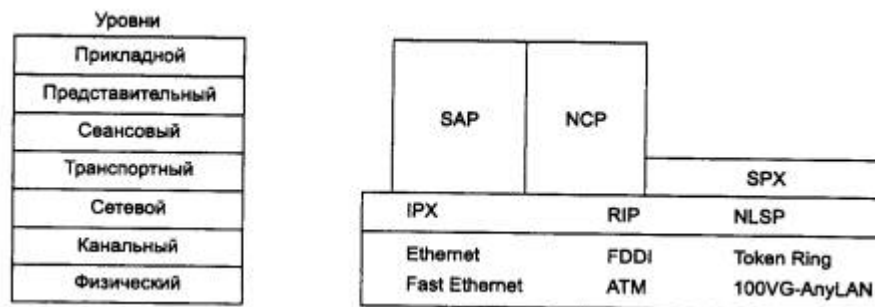 Уровни
Прикладной
Представительный
Сеансовый
Транспортный
Сетевой
Канальный
Физический
SAP NCP
SPX
IPX RIP NLSP
Ethernet FDDI Token Ring
Fast Ethernet ATM 100VG-AnyLAN